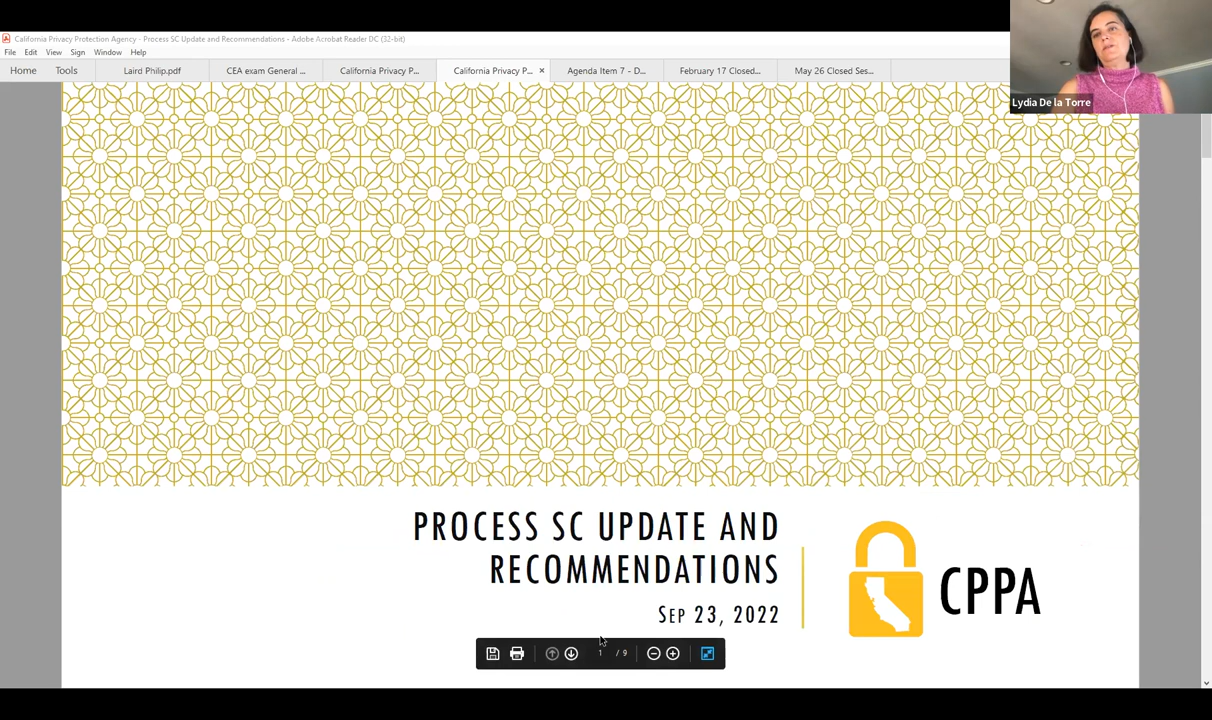 California Privacy Protection Agency - Process SC Update and Recommendations - Adobe Acrobat Reader DC (32-bit)
File Edit View Sign Window Help
Home Tools Laird Philip.pdf CEA exam General ... California Privacy P... California Privacy P... × Agenda Item 7 - D... February 17 Closed... May 26 Closed Ses...
Lydia De la Torre
PROCESS SC UPDATE AND
RECOMMENDATIONS
SEP 23, 2022
CPPA
1 / 9